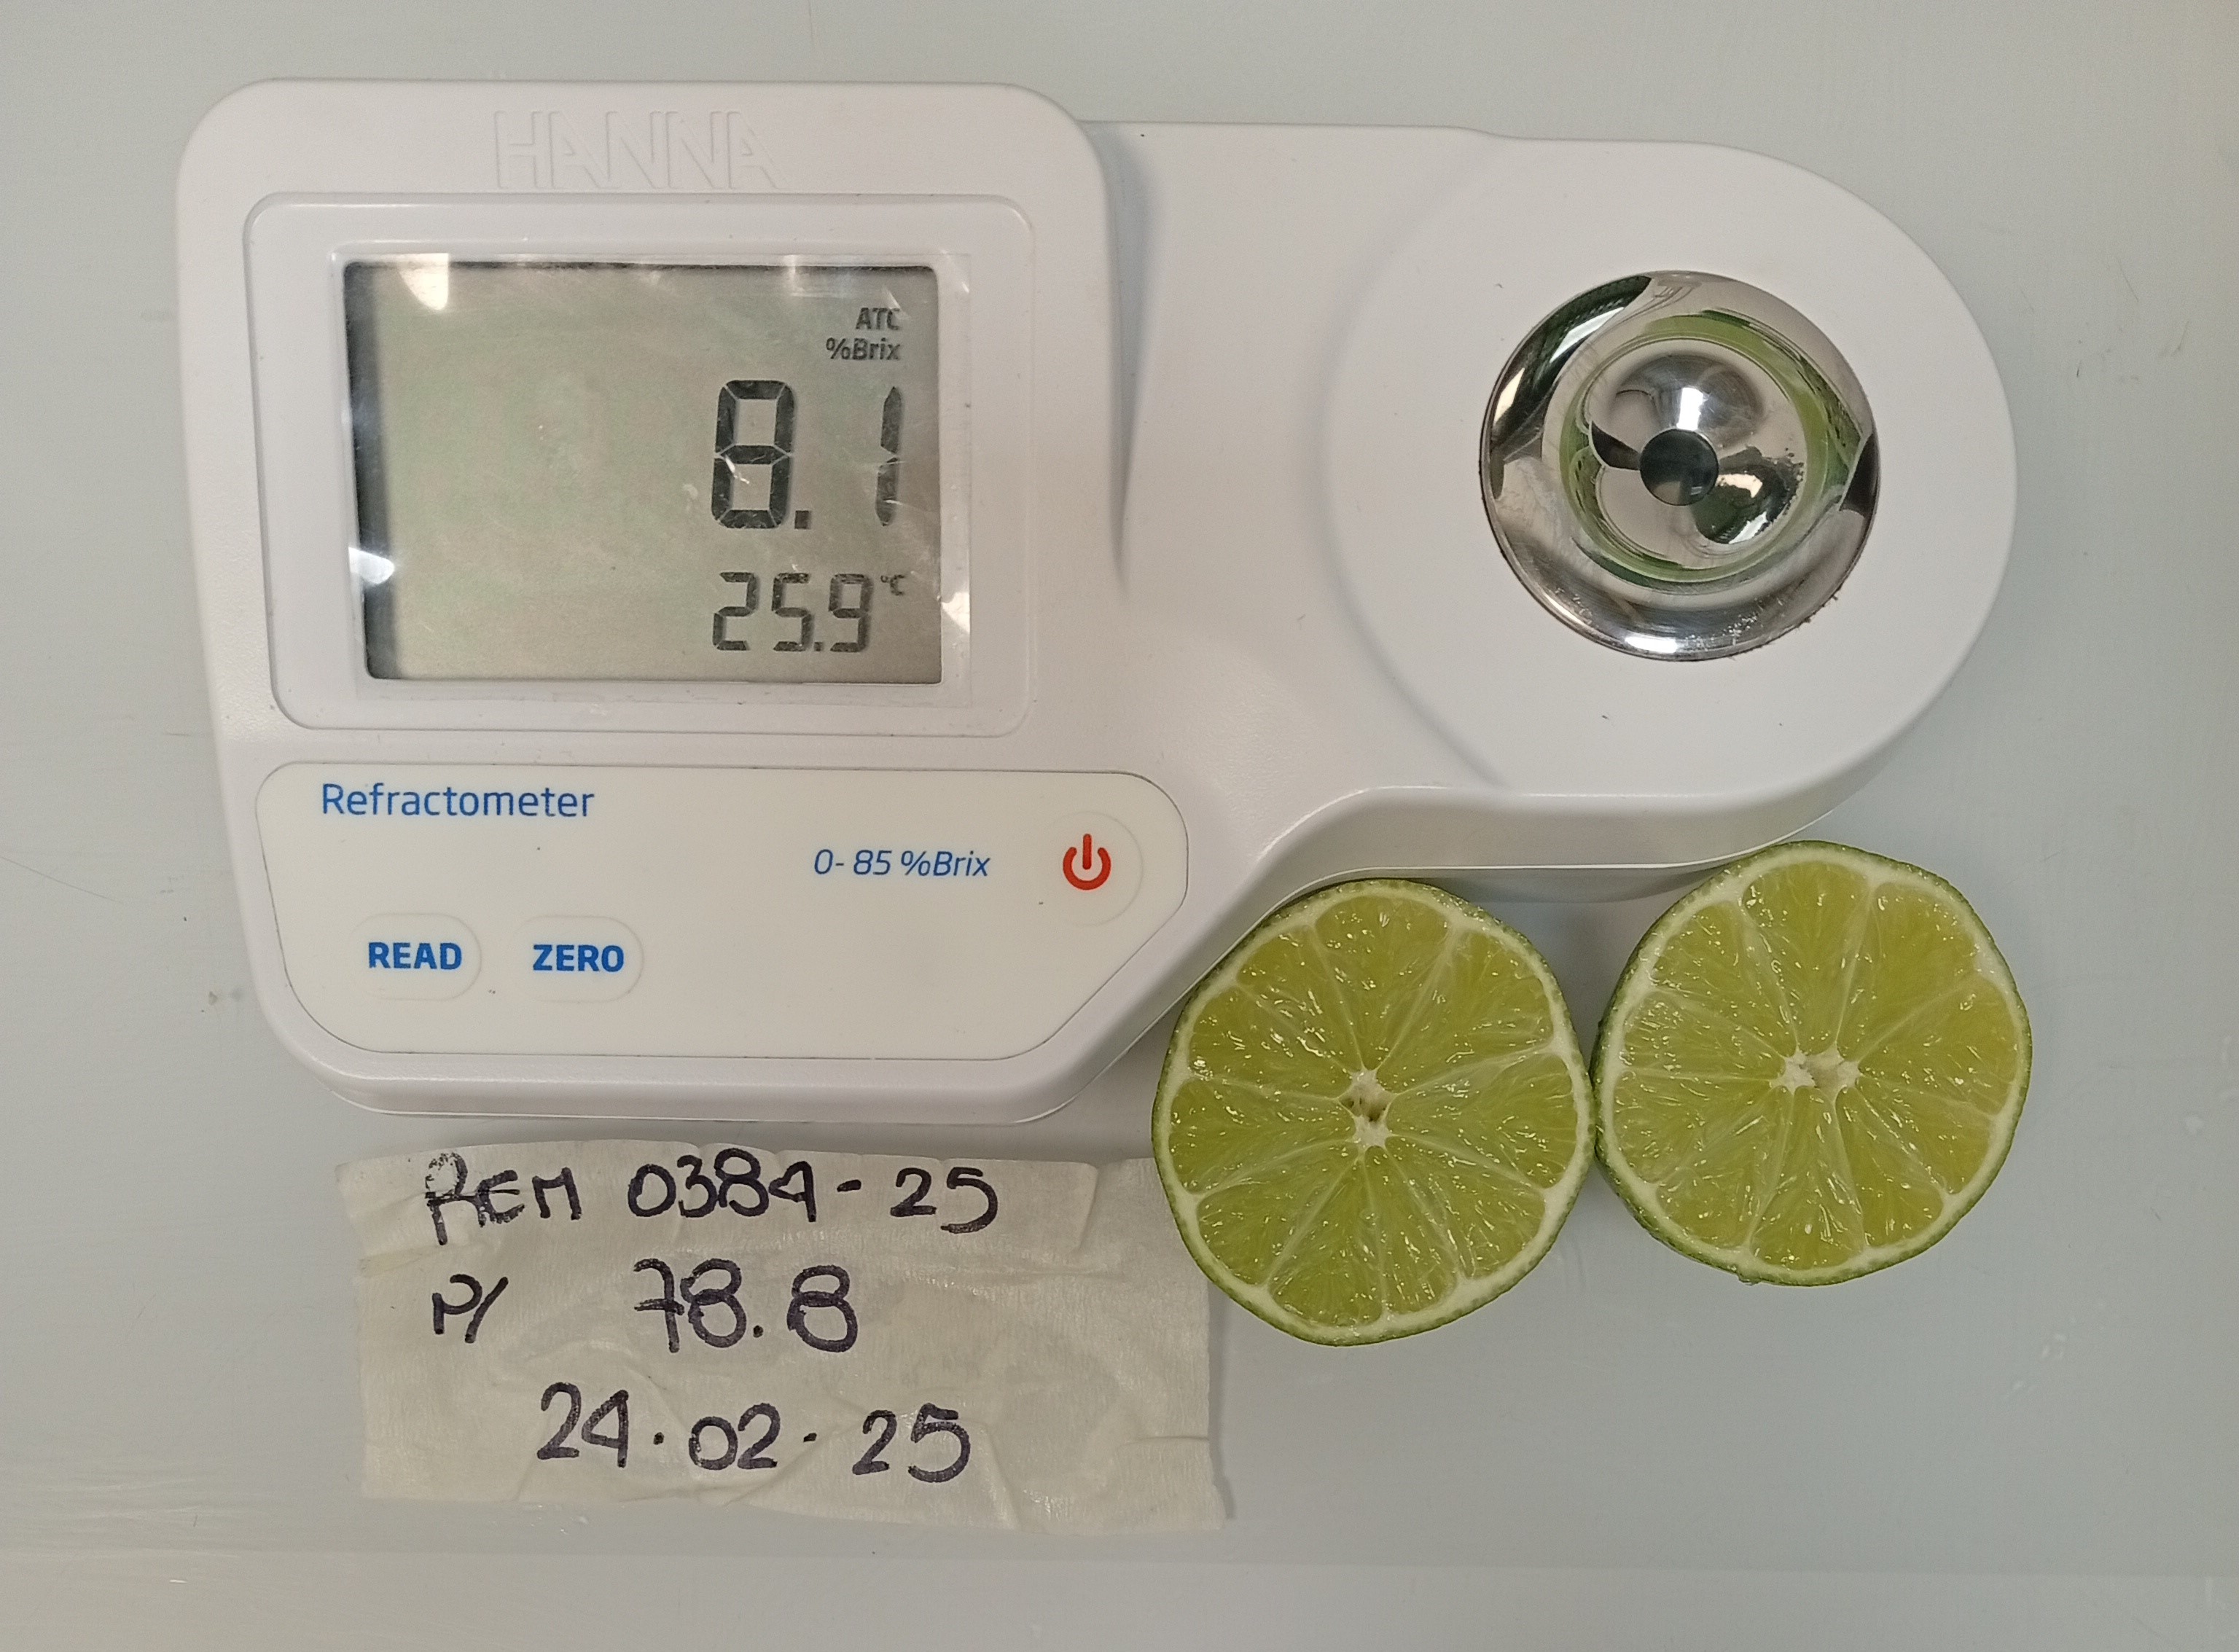 HANNA
ATC
%Brix
8.1
25.9°C
Refractometer
0-85 %Brix
READ ZERO
REM 0384-25
P/ 78.8
24.02.25